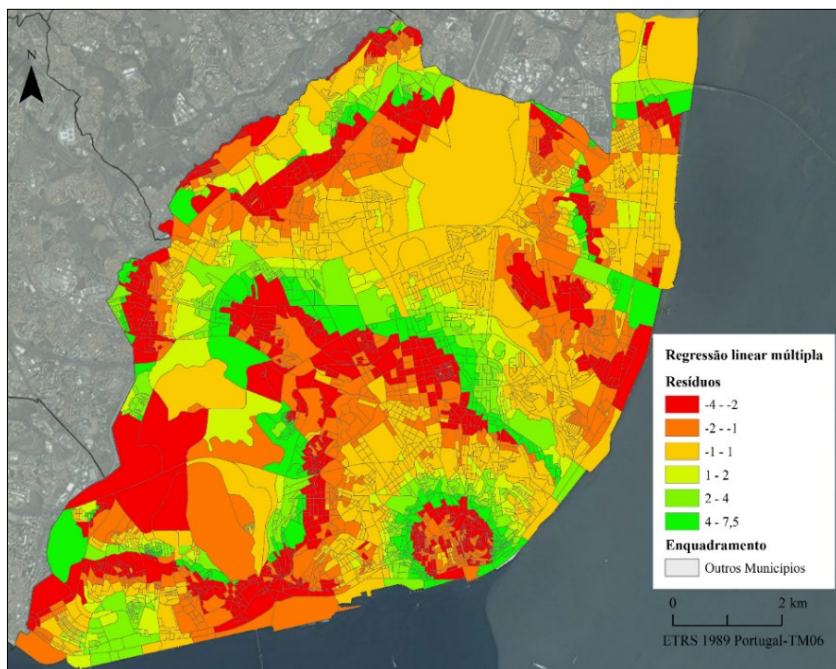 N
Regressão linear múltipla
Resíduos
-4 - -2
-2 - -1
-1 - 1
1 - 2
2 - 4
4 - 7,5
Enquadramento
Outros Municipios
0 2 km
ETRS 1989 Portugal-TM06